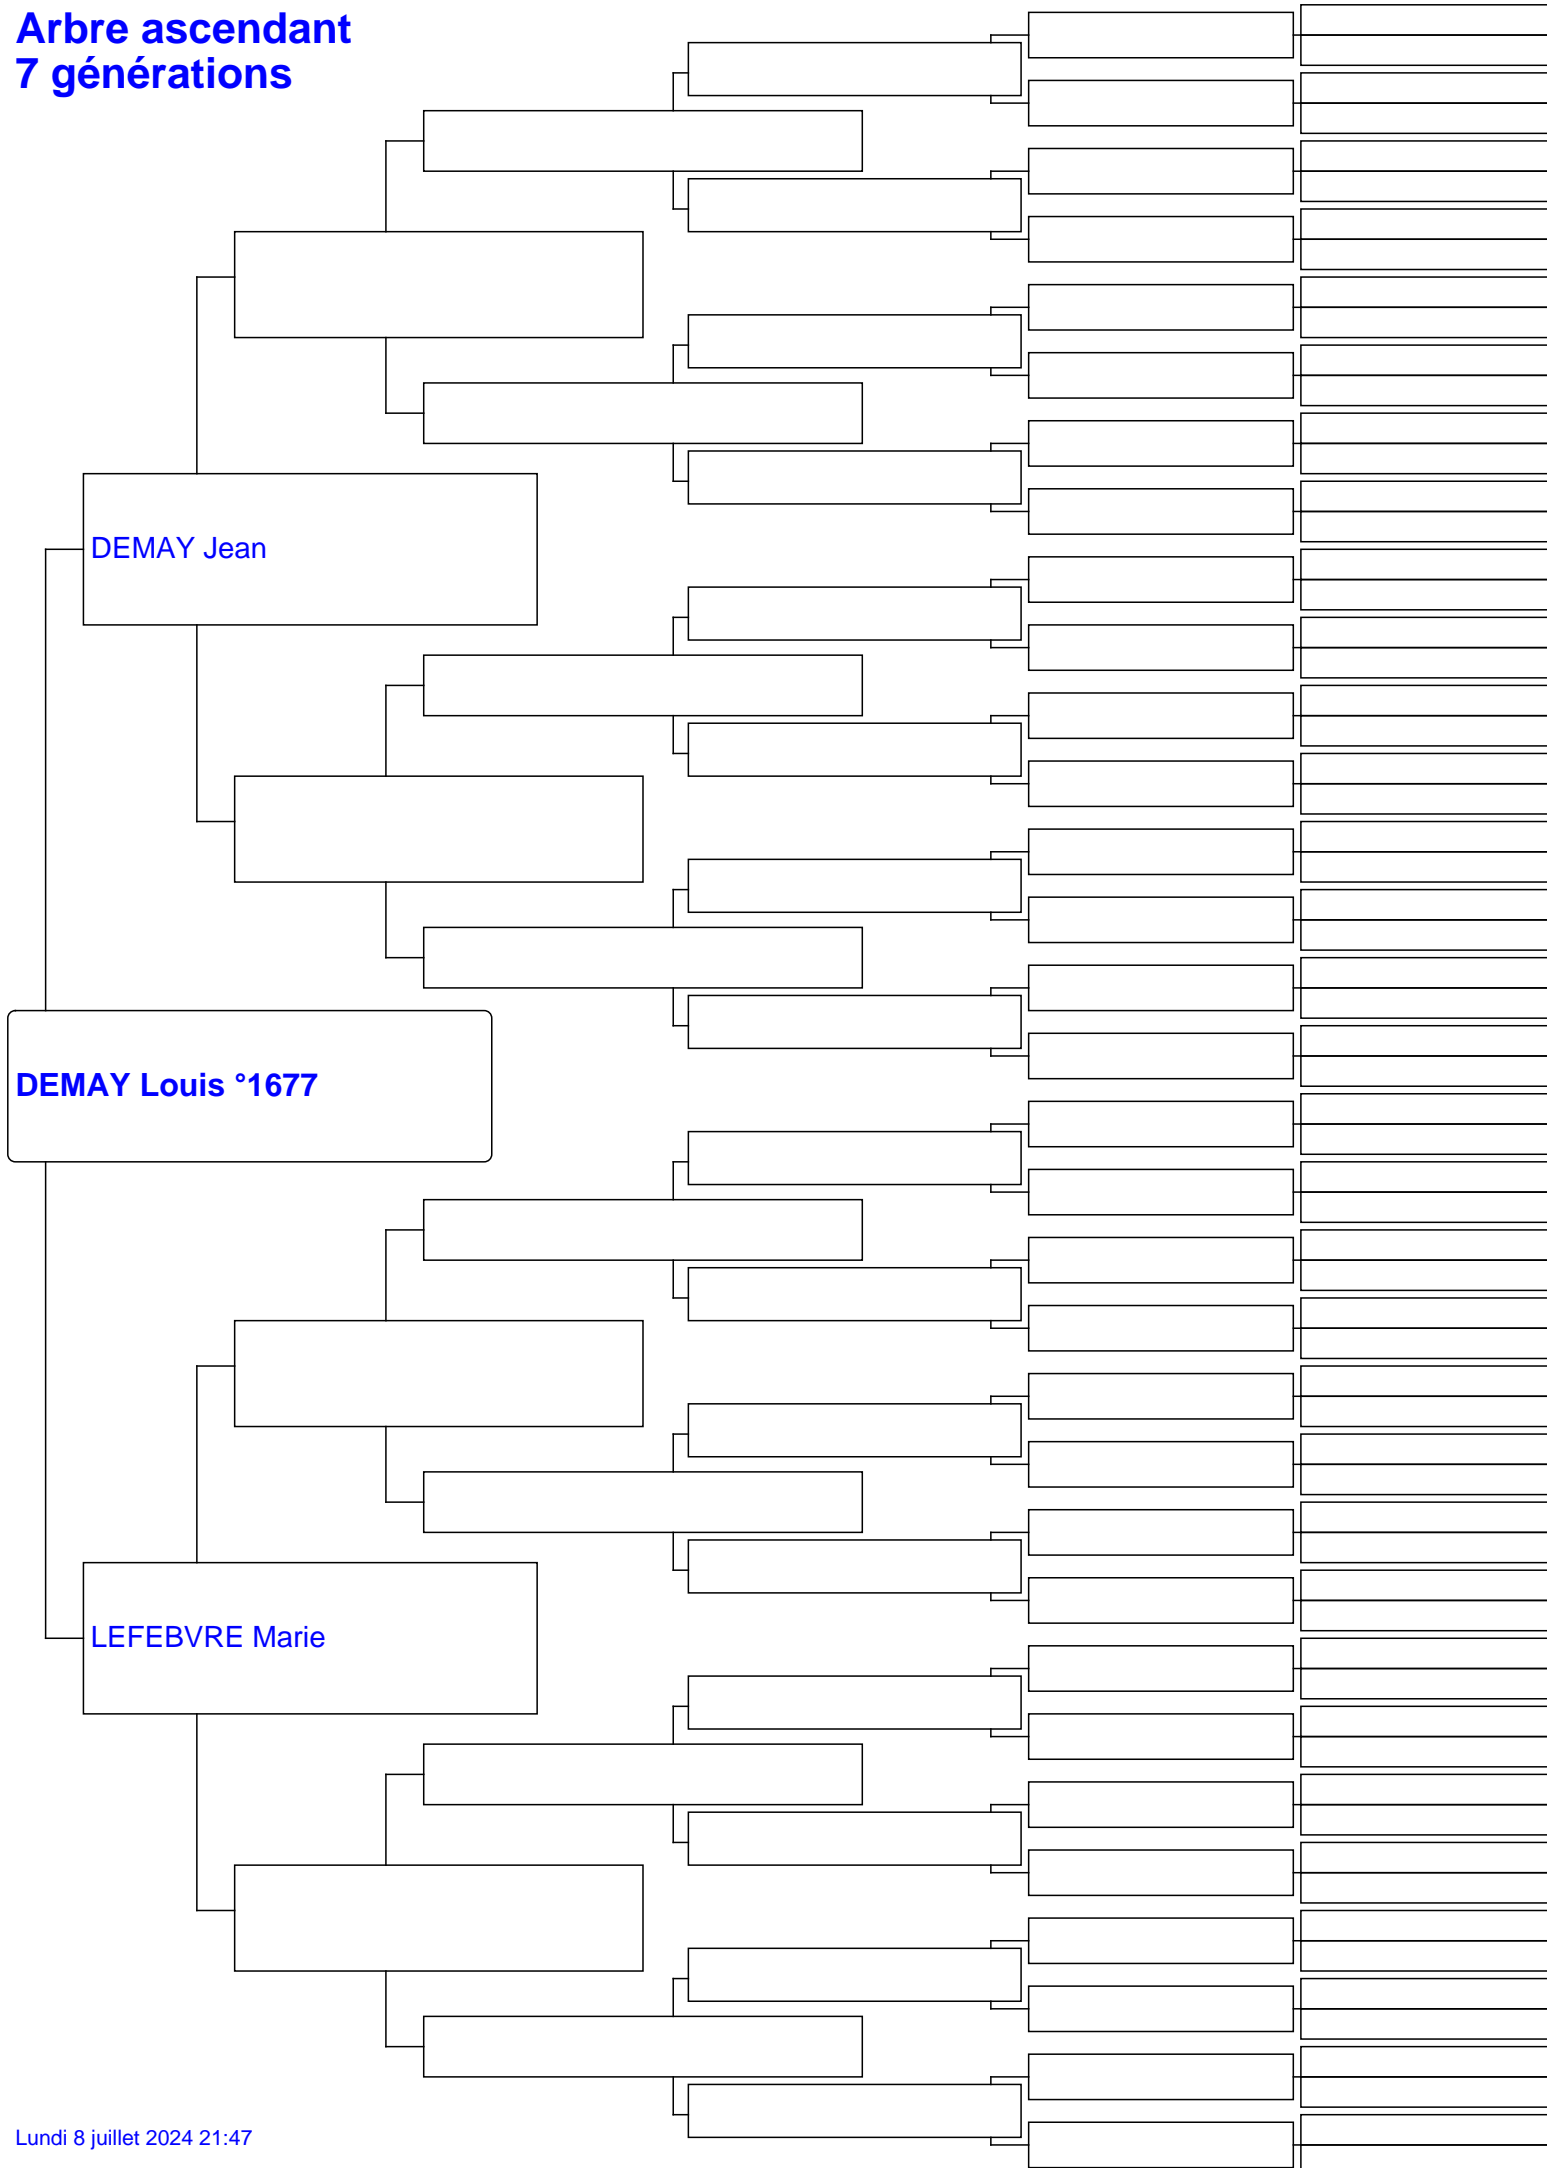 Arbre ascendant
7 générations
DEMAY Jean
DEMAY Louis °1677
LEFEBVRE Marie
Lundi 8 juillet 2024 21:47